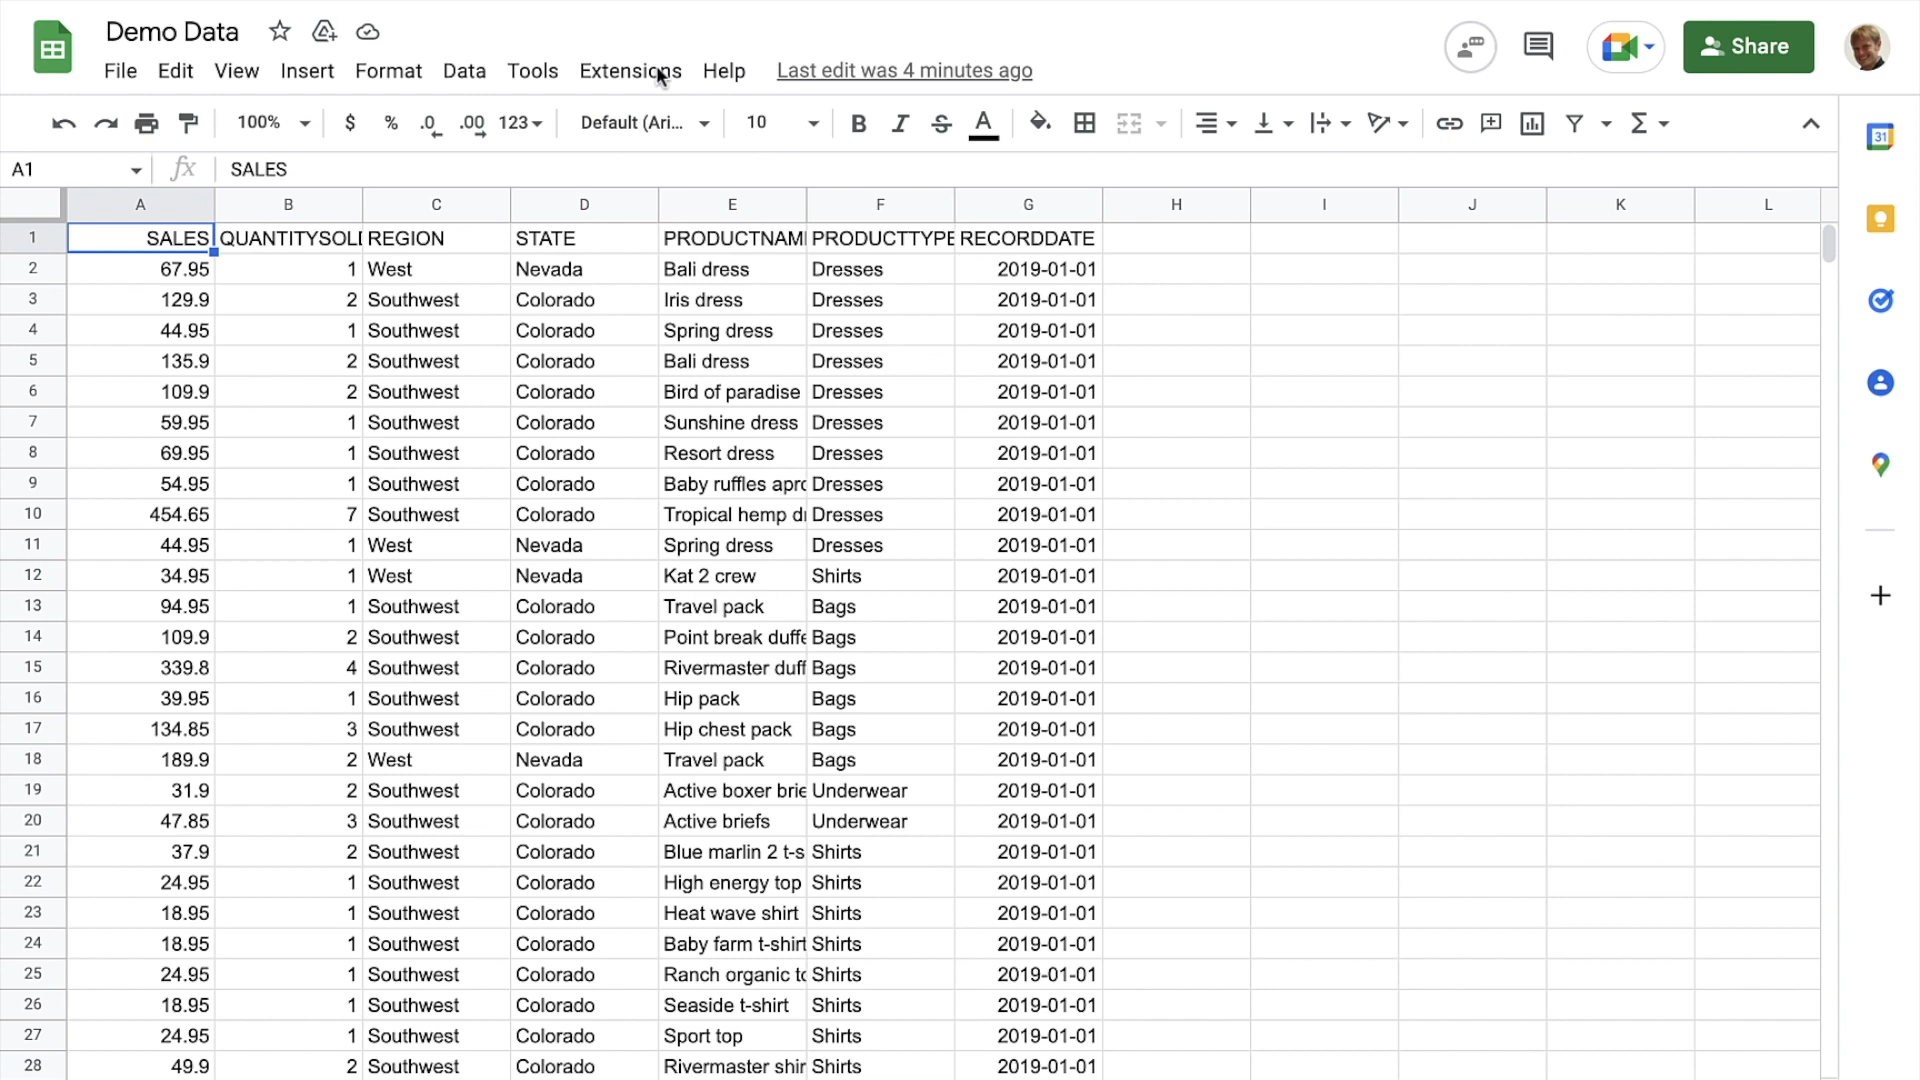 Demo Data
File Edit View Insert Format Data Tools Extensions Help Last edit was 4 minutes ago
Share
100% $ % .0 .00 123 Default (Ari... 10 B I S A Σ
31
A1 fx SALES
A B C D E F G H I J K L
1 SALES QUANTITYSOL REGION STATE PRODUCTNAM PRODUCTTYPE RECORDDATE
2 67.95 1 West Nevada Bali dress Dresses 2019-01-01
3 129.9 2 Southwest Colorado Iris dress Dresses 2019-01-01
4 44.95 1 Southwest Colorado Spring dress Dresses 2019-01-01
5 135.9 2 Southwest Colorado Bali dress Dresses 2019-01-01
6 109.9 2 Southwest Colorado Bird of paradise Dresses 2019-01-01
7 59.95 1 Southwest Colorado Sunshine dress Dresses 2019-01-01
8 69.95 1 Southwest Colorado Resort dress Dresses 2019-01-01
9 54.95 1 Southwest Colorado Baby ruffles apro Dresses 2019-01-01
10 454.65 7 Southwest Colorado Tropical hemp d Dresses 2019-01-01
11 44.95 1 West Nevada Spring dress Dresses 2019-01-01
12 34.95 1 West Nevada Kat 2 crew Shirts 2019-01-01
13 94.95 1 Southwest Colorado Travel pack Bags 2019-01-01
14 109.9 2 Southwest Colorado Point break duffe Bags 2019-01-01
15 339.8 4 Southwest Colorado Rivermaster duff Bags 2019-01-01
16 39.95 1 Southwest Colorado Hip pack Bags 2019-01-01
17 134.85 3 Southwest Colorado Hip chest pack Bags 2019-01-01
18 189.9 2 West Nevada Travel pack Bags 2019-01-01
19 31.9 2 Southwest Colorado Active boxer brie Underwear 2019-01-01
20 47.85 3 Southwest Colorado Active briefs Underwear 2019-01-01
21 37.9 2 Southwest Colorado Blue marlin 2 t-s Shirts 2019-01-01
22 24.95 1 Southwest Colorado High energy top Shirts 2019-01-01
23 18.95 1 Southwest Colorado Heat wave shirt Shirts 2019-01-01
24 18.95 1 Southwest Colorado Baby farm t-shirt Shirts 2019-01-01
25 24.95 1 Southwest Colorado Ranch organic to Shirts 2019-01-01
26 18.95 1 Southwest Colorado Seaside t-shirt Shirts 2019-01-01
27 24.95 1 Southwest Colorado Sport top Shirts 2019-01-01
28 49.9 2 Southwest Colorado Rivermaster shir Shirts 2019-01-01